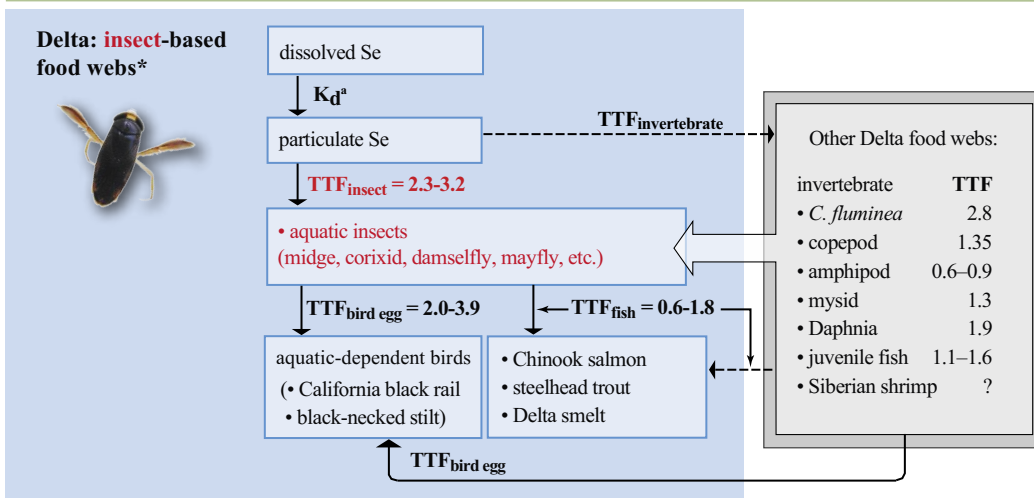 Delta: insect-based
food webs*
dissolved Se
Kdᵃ
particulate Se
TTFinvertebrate
TTFinsect = 2.3-3.2
• aquatic insects
(midge, corixid, damselfly, mayfly, etc.)
TTFbird egg = 2.0-3.9
TTFfish = 0.6-1.8
aquatic-dependent birds
(• California black rail
• black-necked stilt)
• Chinook salmon
• steelhead trout
• Delta smelt
TTFbird egg
Other Delta food webs:
invertebrate TTF
• C. fluminea 2.8
• copepod 1.35
• amphipod 0.6–0.9
• mysid 1.3
• Daphnia 1.9
• juvenile fish 1.1–1.6
• Siberian shrimp ?